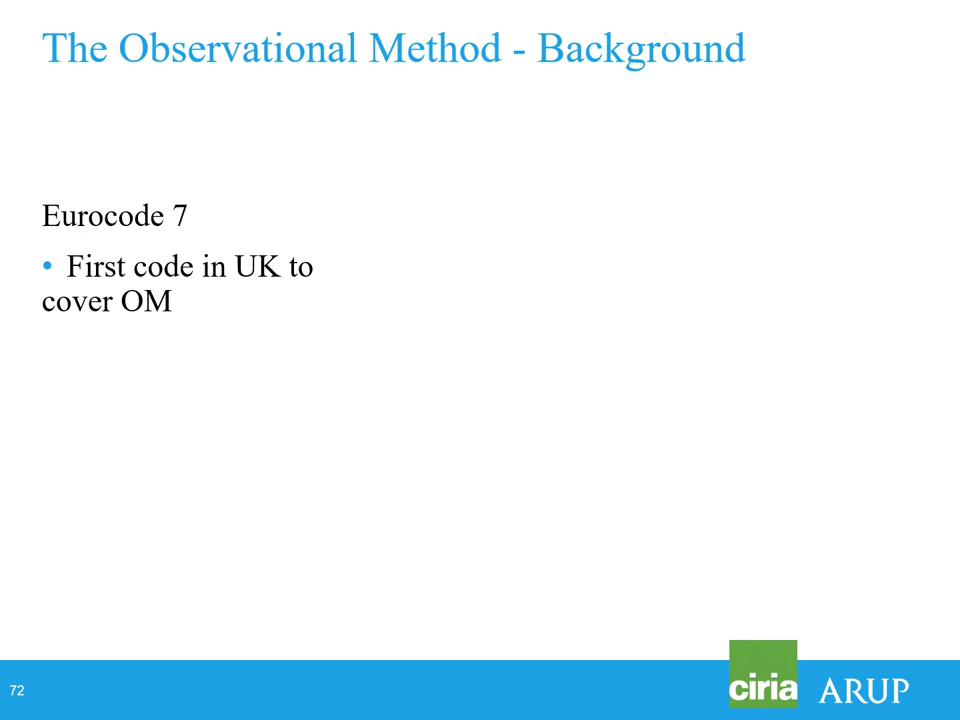 The Observational Method - Background
Eurocode 7
• First code in UK to
cover OM
72
ciria
ARUP